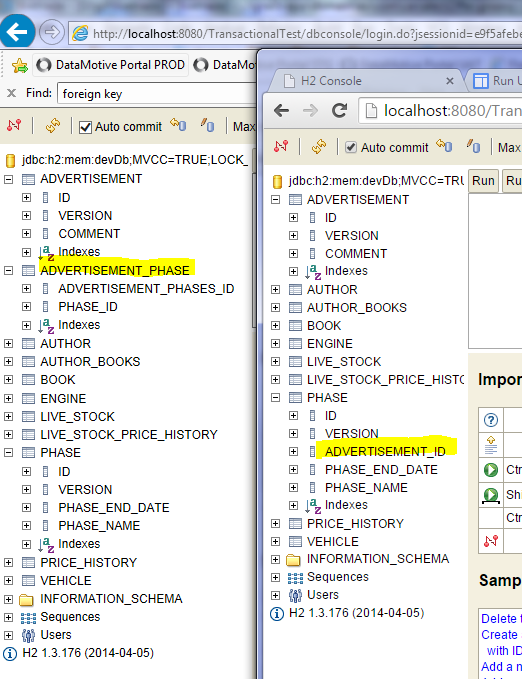 http://localhost:8080/TransactionalTest/dbconsole/login.do?jsessionid=e9f5afebe
DataMotive Portal PROD
DataMot
Find: foreign key
Auto commit
Max
jdbc:h2:mem:devDb;MVCC=TRUE;LOCK_
ADVERTISEMENT
ID
VERSION
COMMENT
Indexes
ADVERTISEMENT_PHASE
ADVERTISEMENT_PHASES_ID
PHASE_ID
Indexes
AUTHOR
AUTHOR_BOOKS
BOOK
ENGINE
LIVE_STOCK
LIVE_STOCK_PRICE_HISTORY
PHASE
ID
VERSION
PHASE_END_DATE
PHASE_NAME
Indexes
PRICE_HISTORY
VEHICLE
INFORMATION_SCHEMA
Sequences
Users
H2 1.3.176 (2014-04-05)
H2 Console
Run U
localhost:8080/Tran
Auto commit
Max
jdbc:h2:mem:devDb;MVCC=TRU
ADVERTISEMENT
ID
VERSION
COMMENT
Indexes
AUTHOR
AUTHOR_BOOKS
BOOK
ENGINE
LIVE_STOCK
LIVE_STOCK_PRICE_HISTO
PHASE
ID
VERSION
ADVERTISEMENT_ID
PHASE_END_DATE
PHASE_NAME
Indexes
PRICE_HISTORY
VEHICLE
INFORMATION_SCHEMA
Sequences
Users
H2 1.3.176 (2014-04-05)
Run
Ru
Impor
Ct
Shi
Ctr
Samp
Delete t
Create
with ID
Add a n